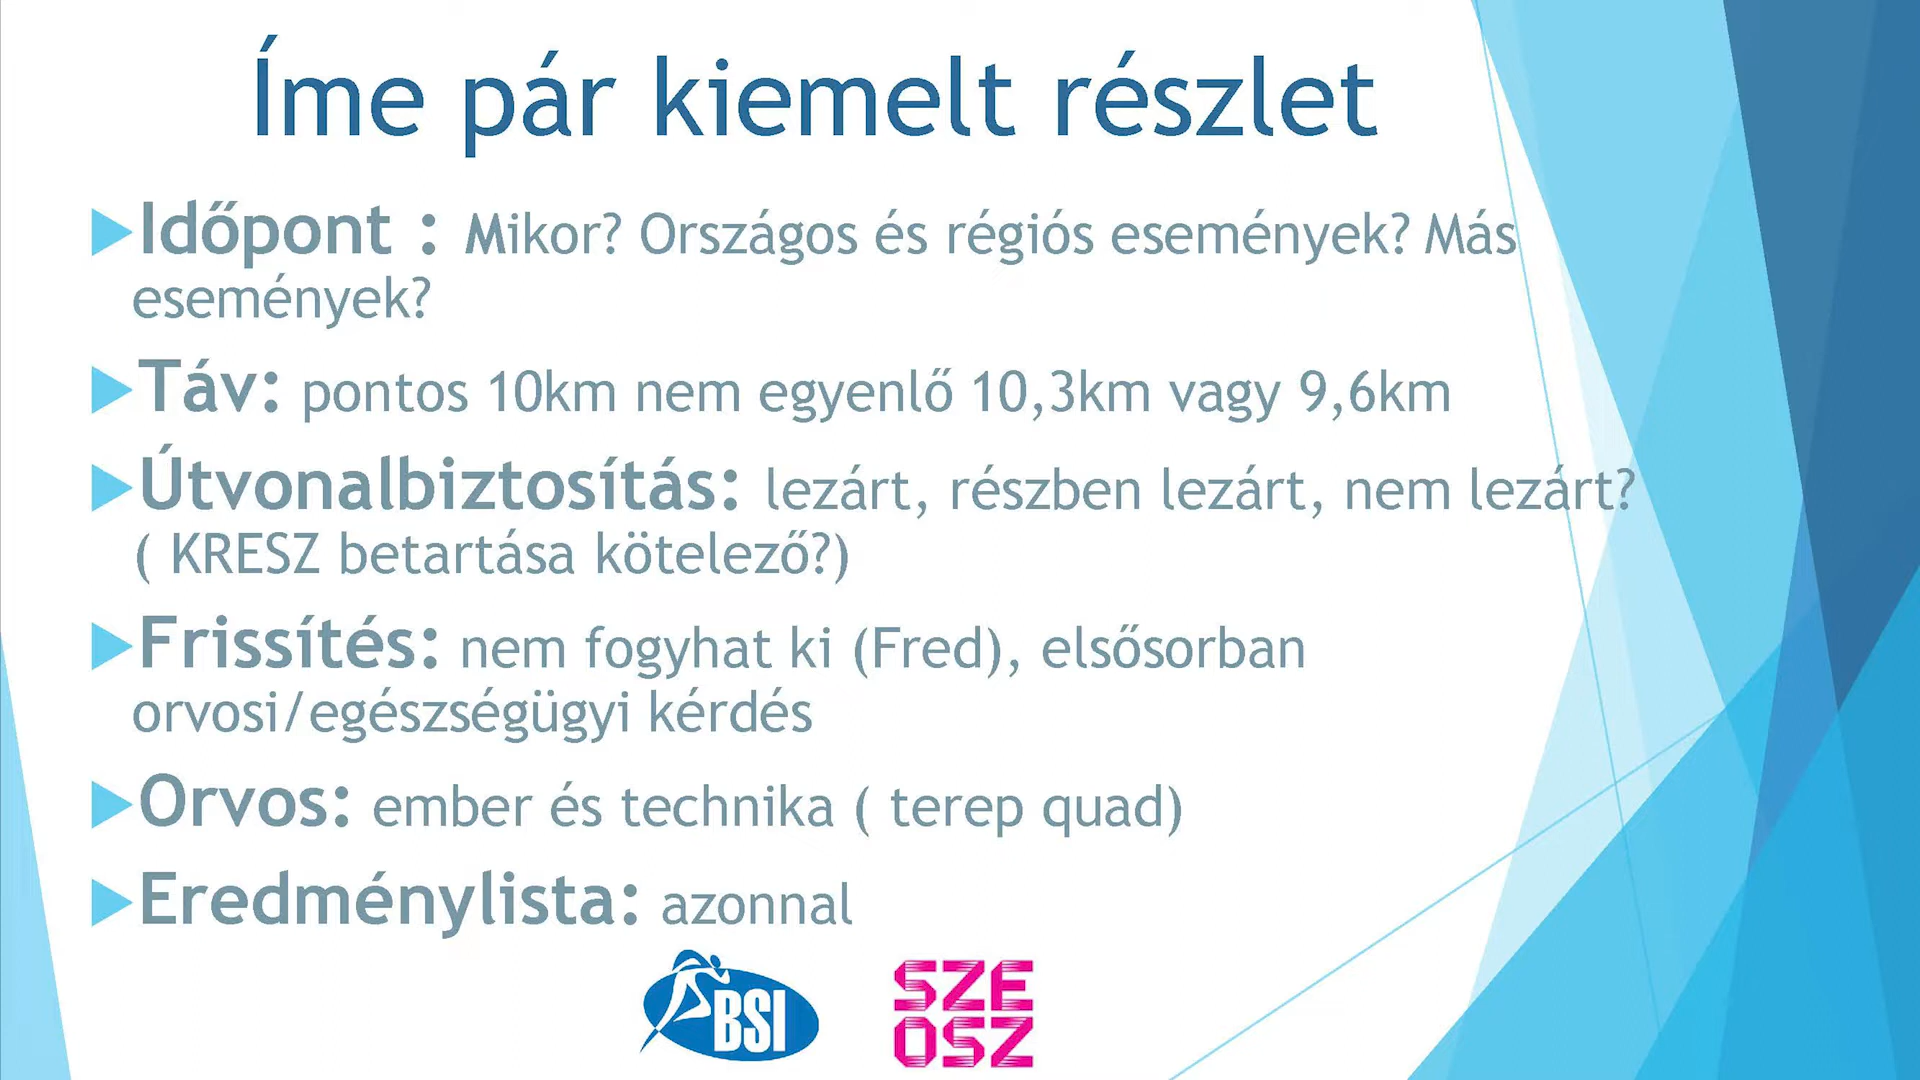 Íme pár kiemelt részlet
Időpont : Mikor? Országos és régiós események? Más
események?
Táv: pontos 10km nem egyenlő 10,3km vagy 9,6km
Útvonalbiztosítás: lezárt, részben lezárt, nem lezárt?
( KRESZ betartása kötelező?)
Frissítés: nem fogyhat ki (Fred), elsősorban
orvosi/egészségügyi kérdés
Orvos: ember és technika ( terep quad)
Eredménylista: azonnal
BSI
SZE
OSZ